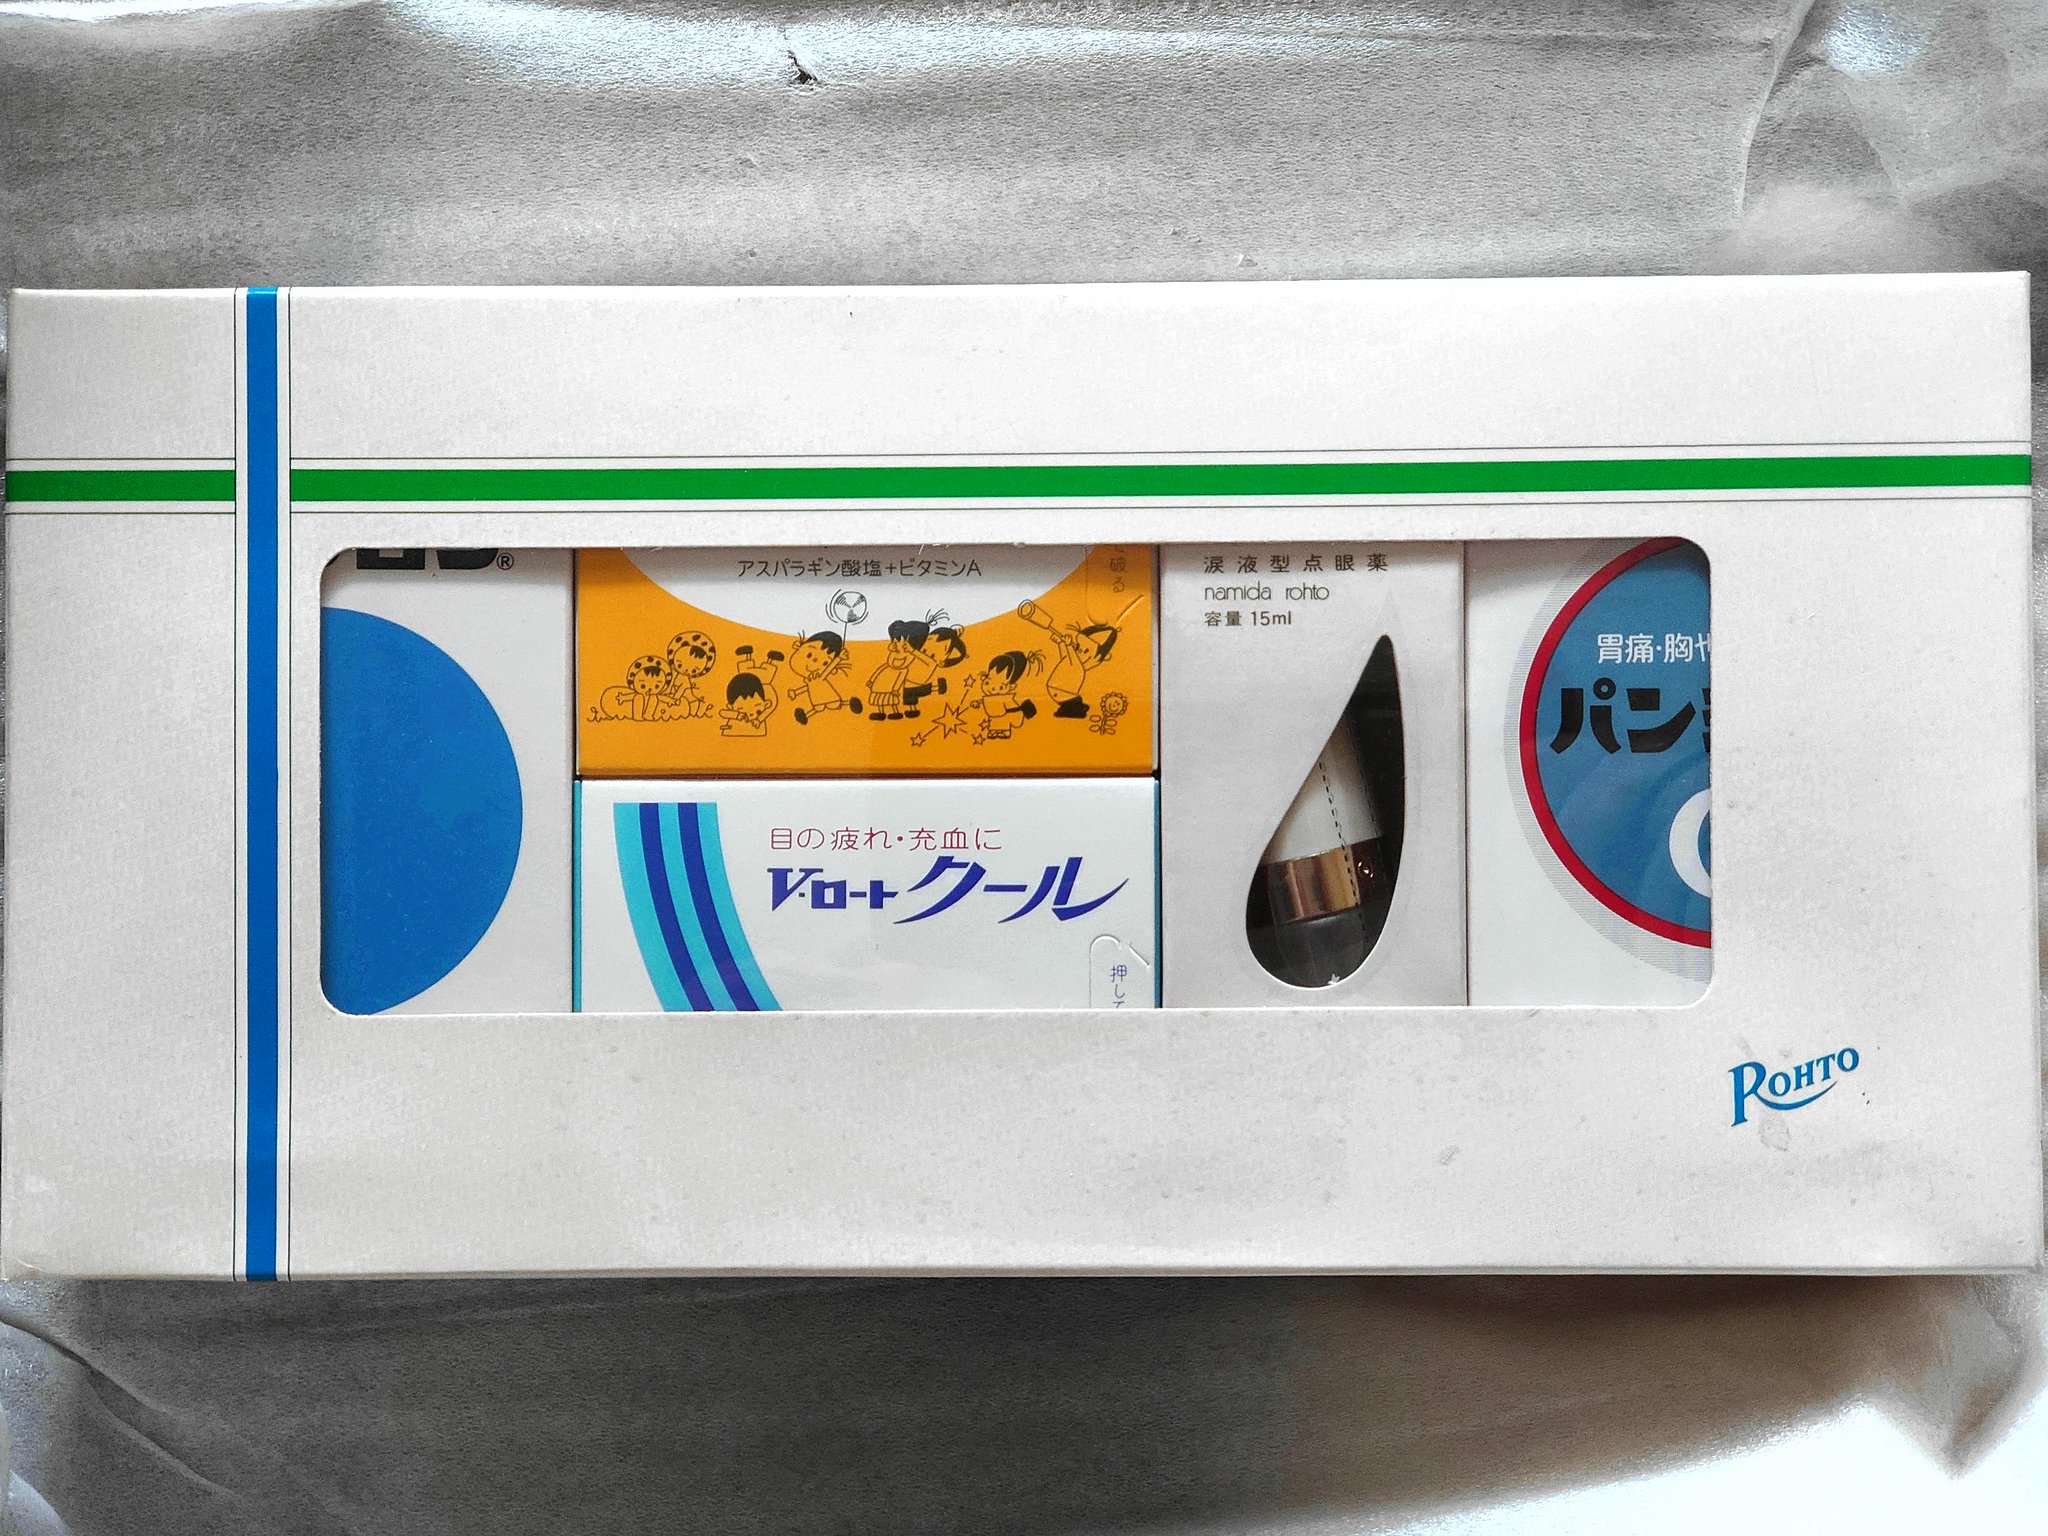 ®
アスパラギン酸塩+ビタミンA
破る
目の疲れ・充血に
V・ロート クール
押して
涙液型点眼薬
namida rohto
容量 15ml
胃痛・胸や
パン
ROHTO